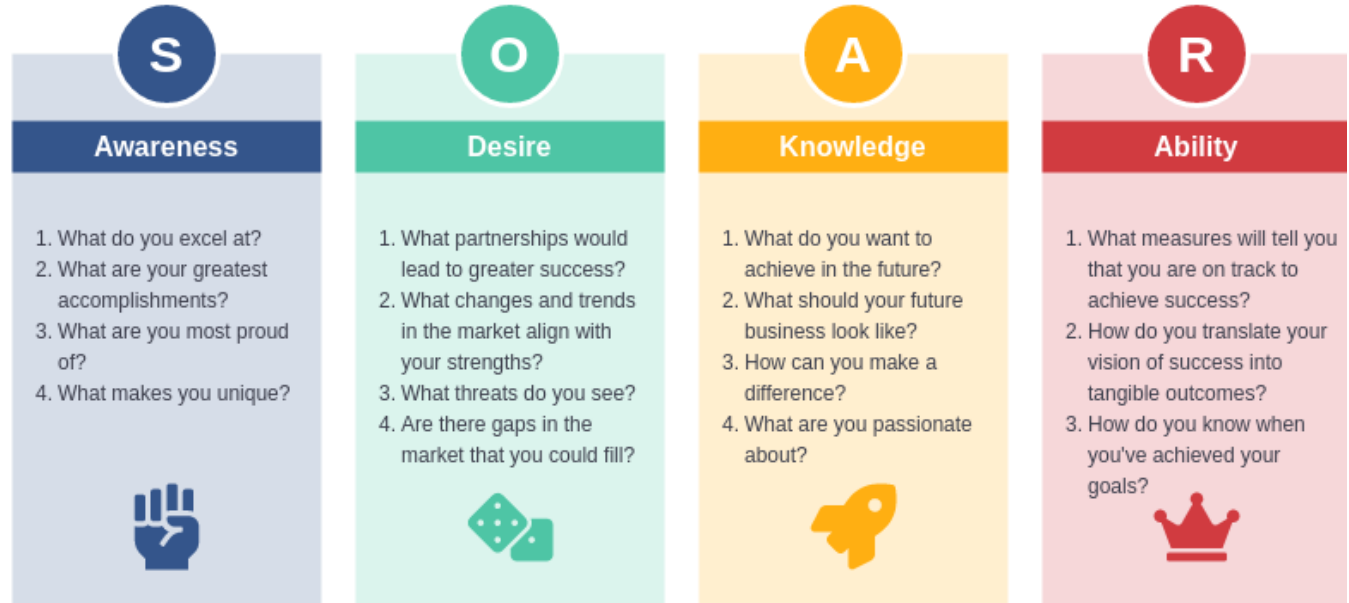 S
Awareness
1. What do you excel at?
2. What are your greatest
accomplishments?
3. What are you most proud
of?
4. What makes you unique?
O
Desire
1. What partnerships would
lead to greater success?
2. What changes and trends
in the market align with
your strengths?
3. What threats do you see?
4. Are there gaps in the
market that you could fill?
A
Knowledge
1. What do you want to
achieve in the future?
2. What should your future
business look like?
3. How can you make a
difference?
4. What are you passionate
about?
R
Ability
1. What measures will tell you
that you are on track to
achieve success?
2. How do you translate your
vision of success into
tangible outcomes?
3. How do you know when
you've achieved your
goals?